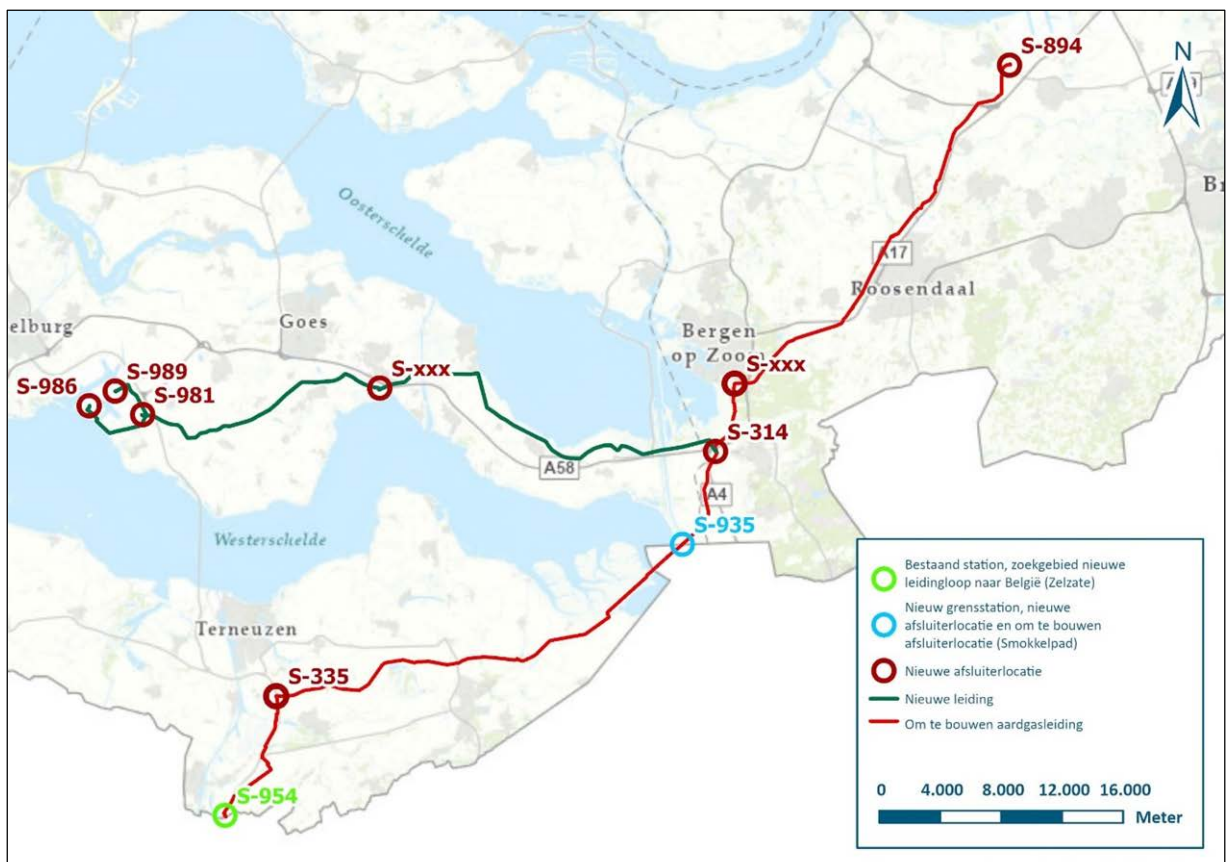 S-894
N
Oosterschelde
A17
Roosendaal
Bergen
op Zoom
elburg
Goes
S-xxx
S-xxx
S-989
S-986
S-981
S-314
A58
A4
S-935
Westerschelde
Terneuzen
S-335
S-954
Br
Bestaand station, zoekgebied nieuwe
leidingloop naar België (Zelzate)
Nieuw grensstation, nieuwe
afsluiterlocatie en om te bouwen
afsluiterlocatie (Smokkelpad)
Nieuwe afsluiterlocatie
Nieuwe leiding
Om te bouwen aardgasleiding
0 4.000 8.000 12.000 16.000
Meter